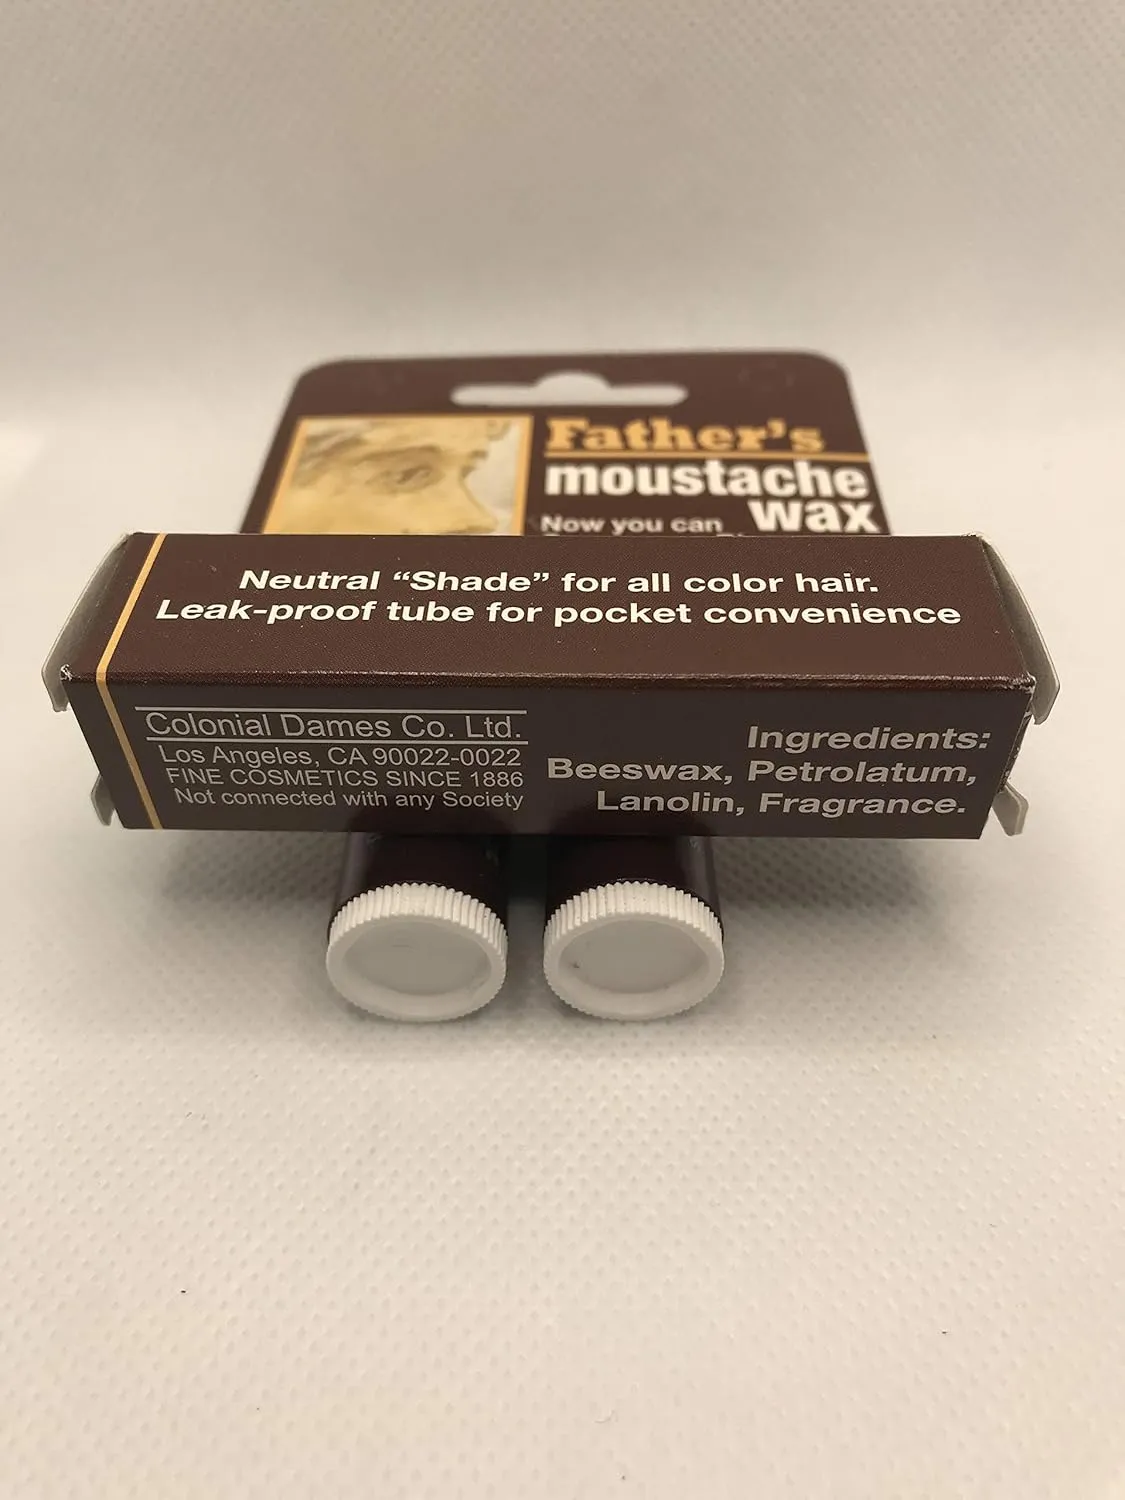 Father's
moustache
wax
Now you can
Neutral “Shade” for all color hair.
Leak-proof tube for pocket convenience
Colonial Dames Co. Ltd.
Los Angeles, CA 90022-0022
FINE COSMETICS SINCE 1886
Not connected with any Society
Ingredients:
Beeswax, Petrolatum,
Lanolin, Fragrance.